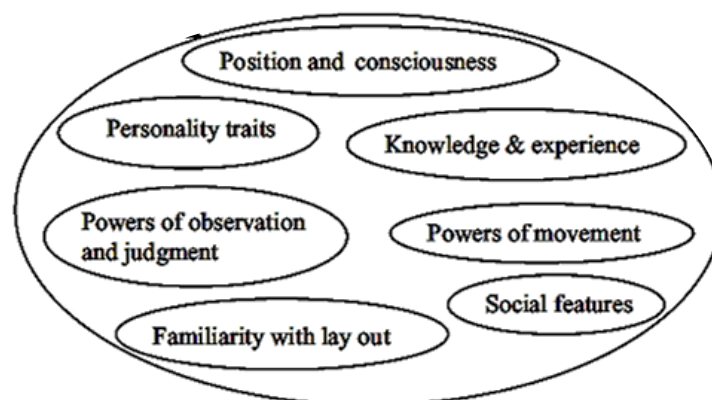 Position and consciousness
Personality traits
Knowledge & experience
Powers of observation
and judgment
Powers of movement
Social features
Familiarity with lay out